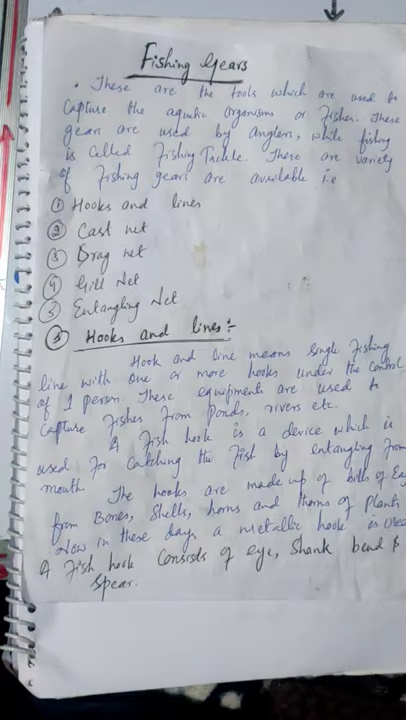 Fishing Gears
• These are the tools which are used to
Capture the aquatic organisms or Fishes. These
gears are used by anglers, while fishing
is Called Fishing Tackle. There are variety
of Fishing gears are available i.e
① Hooks and lines
② Cast net
③ Drag net
④ Gill Net
⑤ Entangling Net
Hooks and lines:-
Hook and line means Single Fishing
line with one or more hooks under the Control
of 1 person These equipments are used to
Capture Fishes From Ponds, rivers etc.
A Fish hook is a device which is
used For Catching the Fish by entangling From
mouth. The hooks are made up of bills of
From Bones, Shells, horns and thorns of Plants
Now in these days a metallic hook is used
A Fish hook Consists of eye, Shank bend &
Spear.